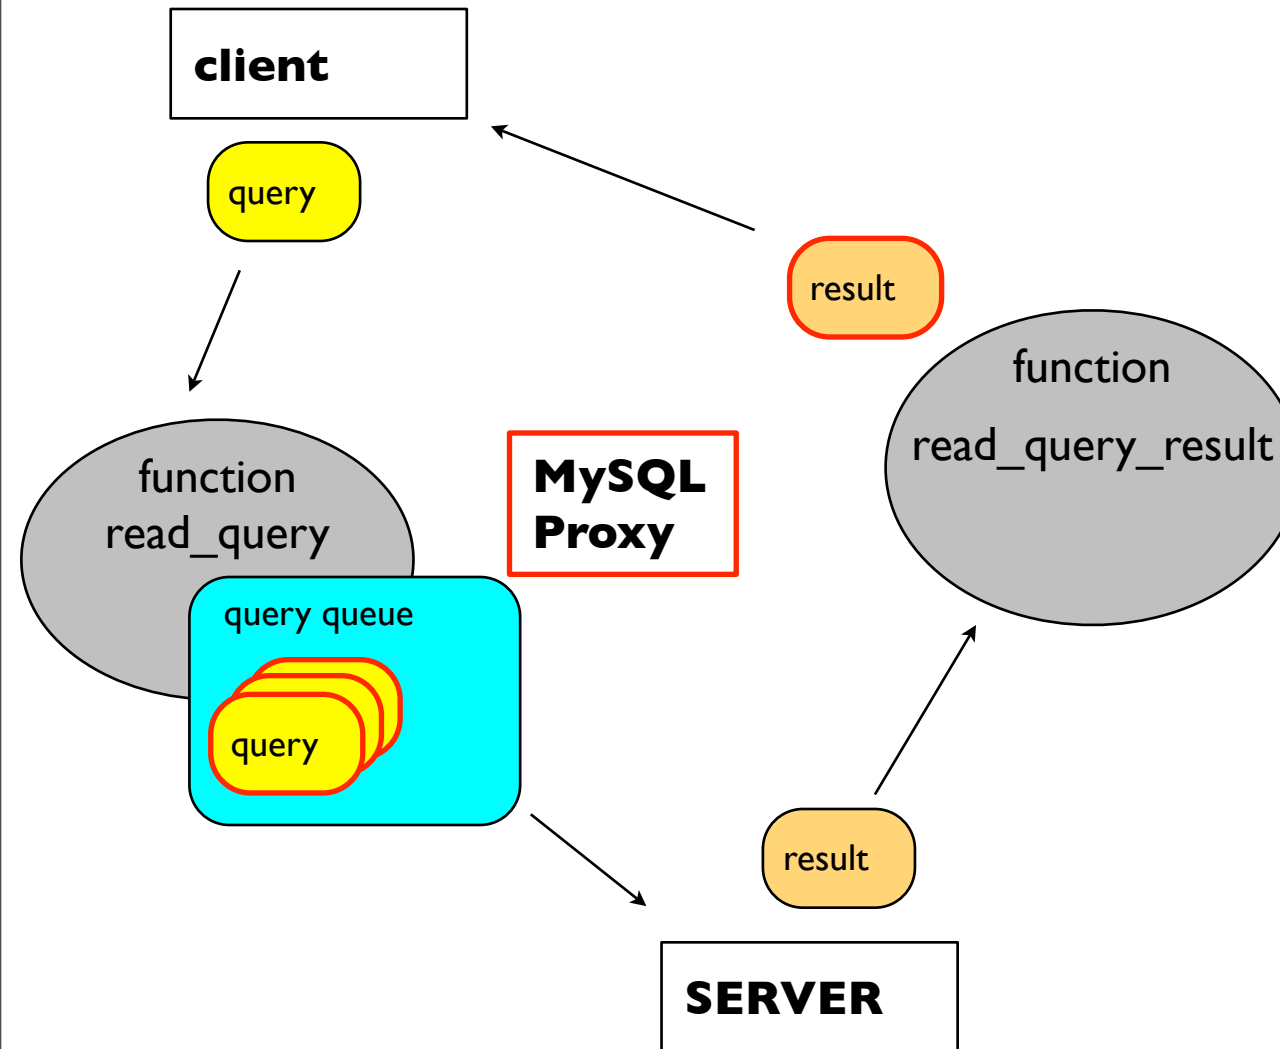 client
query
result
function
read_query_result
function
read_query
MySQL
Proxy
query queue
query
result
SERVER